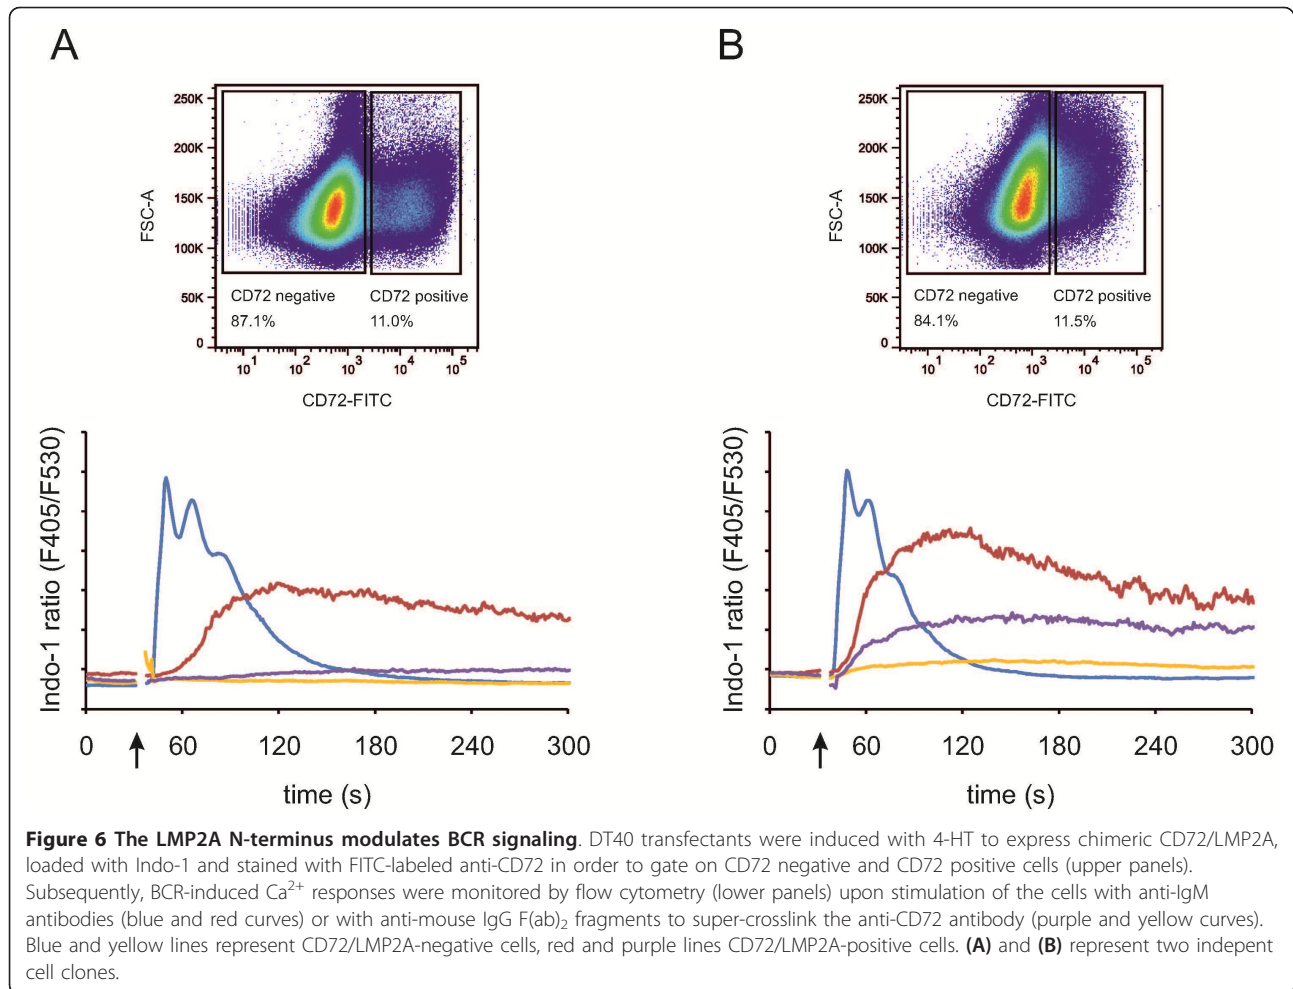 A
B
250K
200K
150K
100K
50K
0
FSC-A
CD72 negative
87.1%
CD72 positive
11.0%
10^1 10^2 10^3 10^4 10^5
CD72-FITC
250K
200K
150K
100K
50K
0
FSC-A
CD72 negative
84.1%
CD72 positive
11.5%
10^1 10^2 10^3 10^4 10^5
CD72-FITC
Indo-1 ratio (F405/F530)
0 60 120 180 240 300
time (s)
Indo-1 ratio (F405/F530)
0 60 120 180 240 300
time (s)
Figure 6 The LMP2A N-terminus modulates BCR signaling. DT40 transfectants were induced with 4-HT to express chimeric CD72/LMP2A,
loaded with Indo-1 and stained with FITC-labeled anti-CD72 in order to gate on CD72 negative and CD72 positive cells (upper panels).
Subsequently, BCR-induced Ca²⁺ responses were monitored by flow cytometry (lower panels) upon stimulation of the cells with anti-IgM
antibodies (blue and red curves) or with anti-mouse IgG F(ab)₂ fragments to super-crosslink the anti-CD72 antibody (purple and yellow curves).
Blue and yellow lines represent CD72/LMP2A-negative cells, red and purple lines CD72/LMP2A-positive cells. (A) and (B) represent two indepent
cell clones.